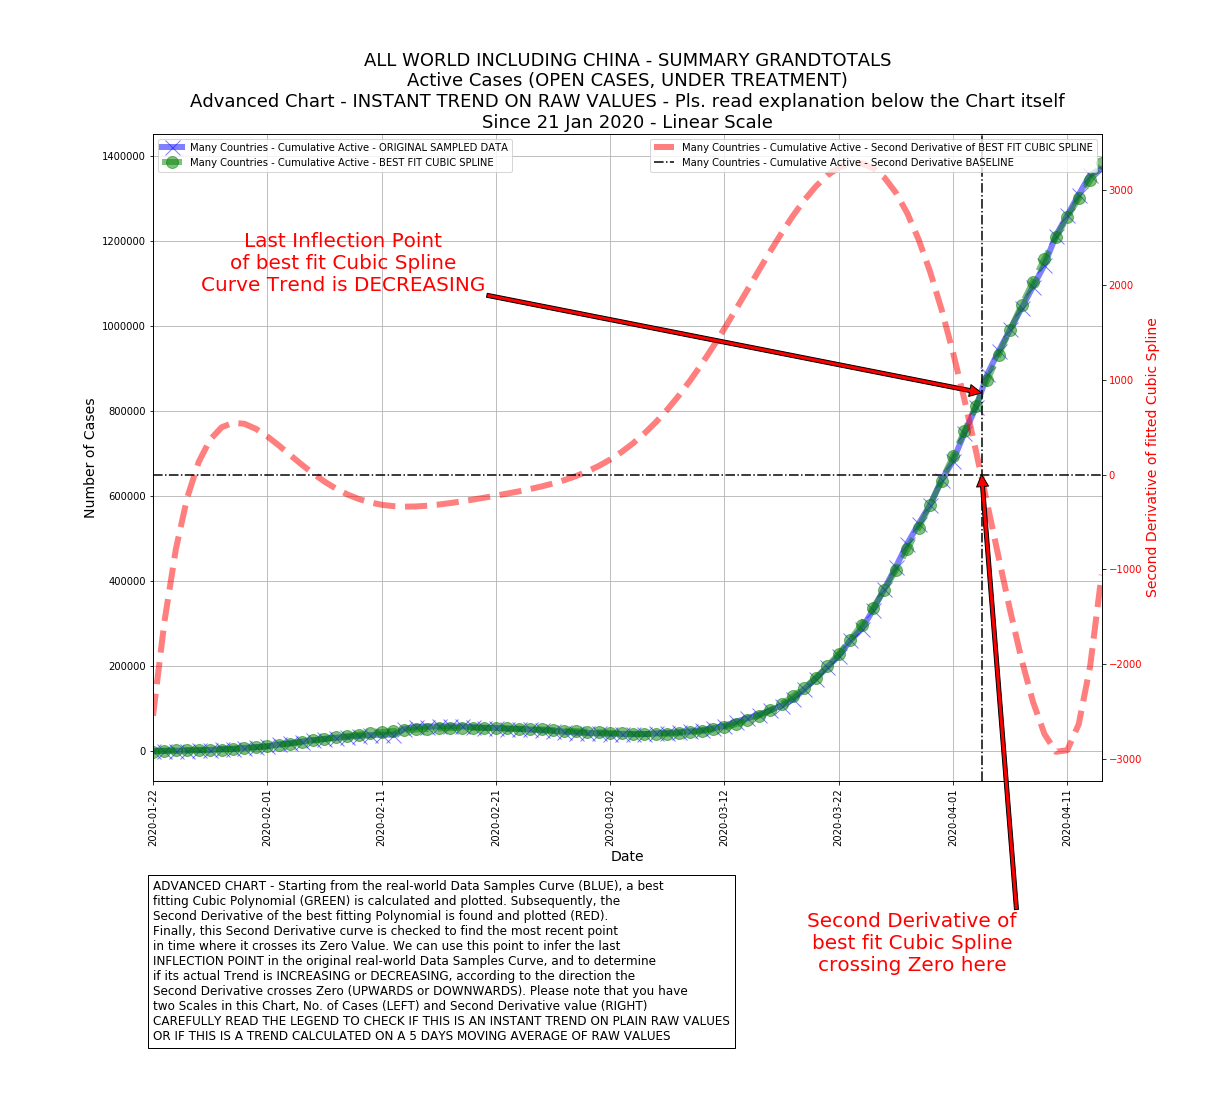 ALL WORLD INCLUDING CHINA - SUMMARY GRANDTOTALS
Active Cases (OPEN CASES, UNDER TREATMENT)
Advanced Chart - INSTANT TREND ON RAW VALUES - Pls. read explanation below the Chart itself
Since 21 Jan 2020 - Linear Scale
Many Countries - Cumulative Active - ORIGINAL SAMPLED DATA
Many Countries - Cumulative Active - BEST FIT CUBIC SPLINE
Many Countries - Cumulative Active - Second Derivative of BEST FIT CUBIC SPLINE
Many Countries - Cumulative Active - Second Derivative BASELINE
Last Inflection Point
of best fit Cubic Spline
Curve Trend is DECREASING
Number of Cases
1400000
1200000
1000000
800000
600000
400000
200000
0
3000
2000
1000
0
−1000
−2000
−3000
Second Derivative of fitted Cubic Spline
2020-01-22
2020-02-01
2020-02-11
2020-02-21
2020-03-02
2020-03-12
2020-03-22
2020-04-01
2020-04-11
Date
ADVANCED CHART - Starting from the real-world Data Samples Curve (BLUE), a best
fitting Cubic Polynomial (GREEN) is calculated and plotted. Subsequently, the
Second Derivative of the best fitting Polynomial is found and plotted (RED).
Finally, this Second Derivative curve is checked to find the most recent point
in time where it crosses its Zero Value. We can use this point to infer the last
INFLECTION POINT in the original real-world Data Samples Curve, and to determine
if its actual Trend is INCREASING or DECREASING, according to the direction the
Second Derivative crosses Zero (UPWARDS or DOWNWARDS). Please note that you have
two Scales in this Chart, No. of Cases (LEFT) and Second Derivative value (RIGHT)
CAREFULLY READ THE LEGEND TO CHECK IF THIS IS AN INSTANT TREND ON PLAIN RAW VALUES
OR IF THIS IS A TREND CALCULATED ON A 5 DAYS MOVING AVERAGE OF RAW VALUES
Second Derivative of
best fit Cubic Spline
crossing Zero here